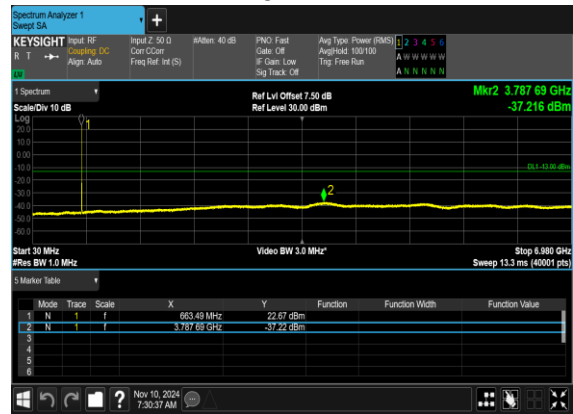 Spectrum Analyzer 1
Swept SA
+
KEYSIGHT Input: RF Input Z: 50 Ω #Atten: 40 dB PNO: Fast Avg Type: Power (RMS) 1 2 3 4 5 6
R T Coupling: DC Corr CCorr Gate: Off Avg|Hold: 100/100 A W W W W W
Align: Auto Freq Ref: Int (S) IF Gain: Low Trig: Free Run
LW Sig Track: Off A N N N N N
1 Spectrum Ref Lvl Offset 7.50 dB Mkr2 3.787 69 GHz
Scale/Div 10 dB Ref Level 30.00 dBm -37.216 dBm
Log
1
20.0
10.0
0.00
-10.0
DL1 -13.00 dBm
-20.0
-30.0
2
-40.0
-50.0
-60.0
Start 30 MHz Video BW 3.0 MHz* Stop 6.980 GHz
#Res BW 1.0 MHz Sweep 13.3 ms (40001 pts)
5 Marker Table
Mode Trace Scale X Y Function Function Width Function Value
1 N 1 f 663.49 MHz 22.67 dBm
2 N 1 f 3.787 69 GHz -37.22 dBm
3
4
5
6
? Nov 10, 2024
7:30:37 AM